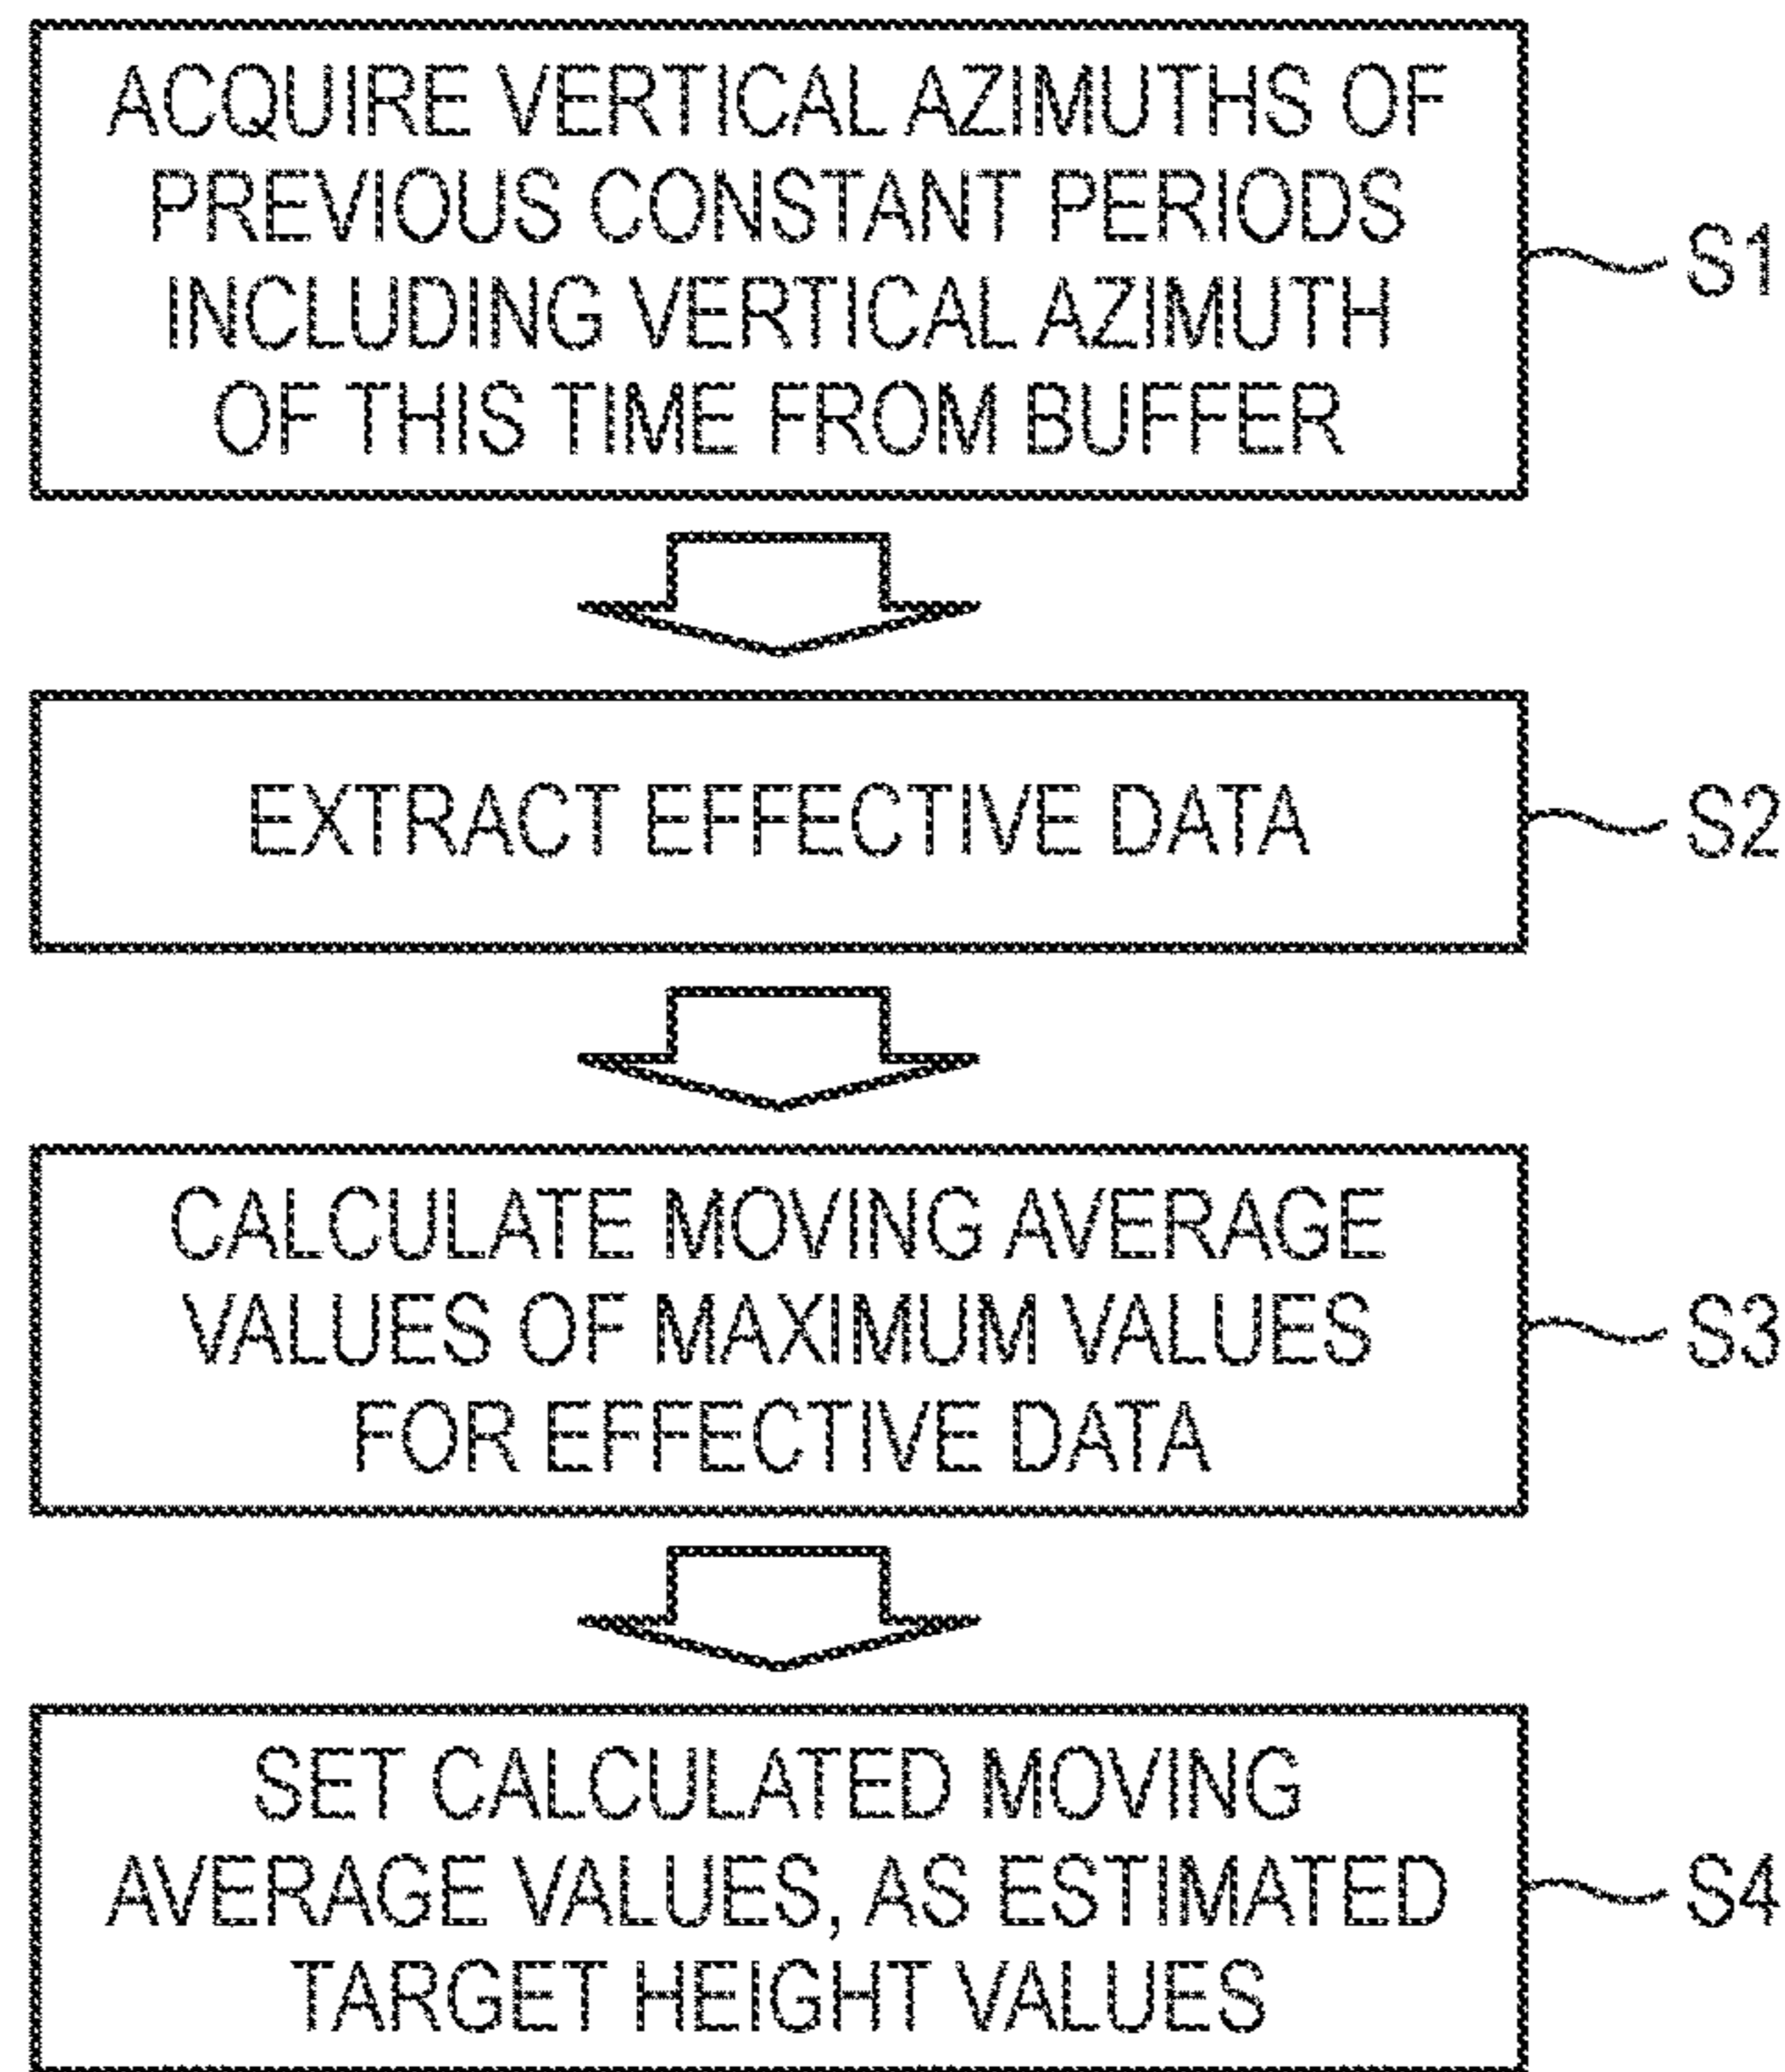 ACQUIRE VERTICAL AZIMUTHS OF
PREVIOUS CONSTANT PERIODS
INCLUDING VERTICAL AZIMUTH
OF THIS TIME FROM BUFFER
S1
EXTRACT EFFECTIVE DATA
S2
CALCULATE MOVING AVERAGE
VALUES OF MAXIMUM VALUES
FOR EFFECTIVE DATA
S3
SET CALCULATED MOVING
AVERAGE VALUES, AS ESTIMATED
TARGET HEIGHT VALUES
S4